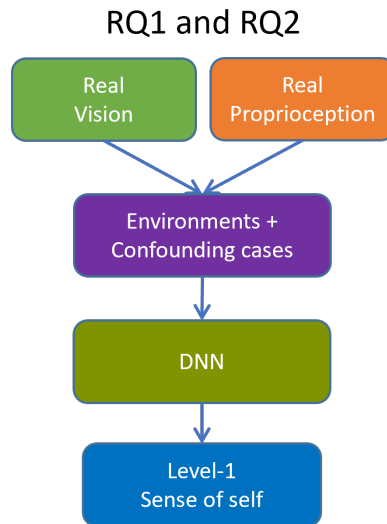 RQ1 and RQ2
Real
Vision
Real
Proprioception
Environments +
Confounding cases
DNN
Level-1
Sense of self